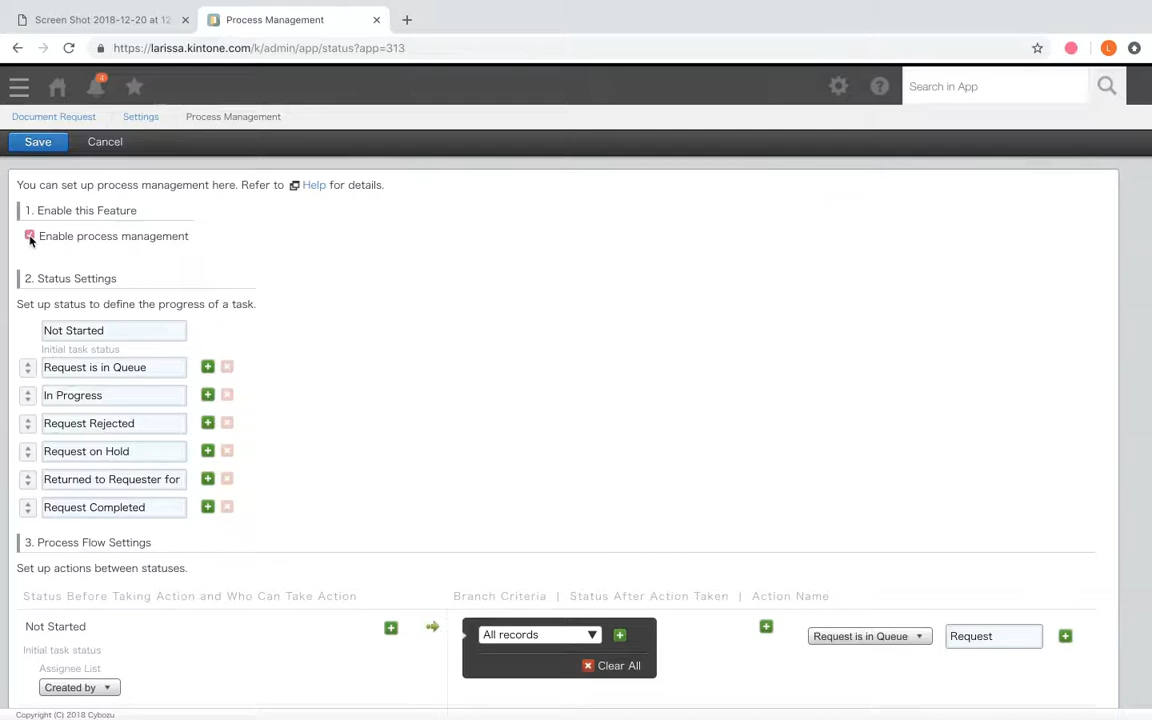 Screen Shot 2018-12-20 at 12
Process Management
https://larissa.kintone.com/k/admin/app/status?app=313
L
4
Search in App
Document Request
Settings
Process Management
Save
Cancel
You can set up process management here. Refer to Help for details.
1. Enable this Feature
Enable process management
2. Status Settings
Set up status to define the progress of a task.
Not Started
Initial task status
Request is in Queue
In Progress
Request Rejected
Request on Hold
Returned to Requester for
Request Completed
3. Process Flow Settings
Set up actions between statuses.
Status Before Taking Action and Who Can Take Action
Branch Criteria | Status After Action Taken | Action Name
Not Started
Initial task status
Assignee List
Created by
All records
Clear All
Request is in Queue
Request
Copyright (C) 2018 Cybozu